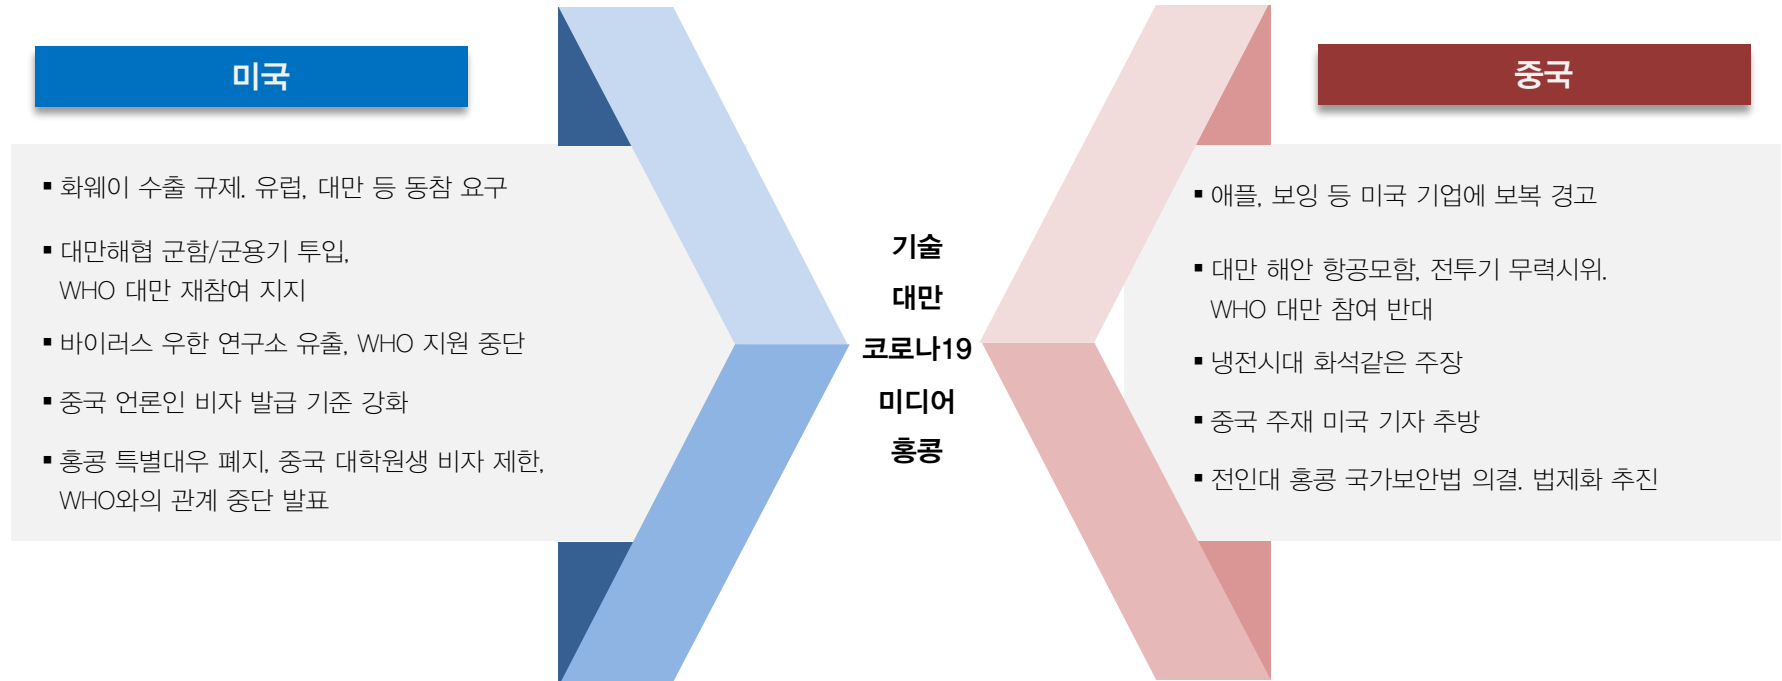 미국
▪ 화웨이 수출 규제. 유럽, 대만 등 동참 요구
▪ 대만해협 군함/군용기 투입,
WHO 대만 재참여 지지
▪ 바이러스 우한 연구소 유출, WHO 지원 중단
▪ 중국 언론인 비자 발급 기준 강화
▪ 홍콩 특별대우 폐지, 중국 대학원생 비자 제한,
WHO와의 관계 중단 발표
기술
대만
코로나19
미디어
홍콩
중국
▪ 애플, 보잉 등 미국 기업에 보복 경고
▪ 대만 해안 항공모함, 전투기 무력시위.
WHO 대만 참여 반대
▪ 냉전시대 화석같은 주장
▪ 중국 주재 미국 기자 추방
▪ 전인대 홍콩 국가보안법 의결. 법제화 추진